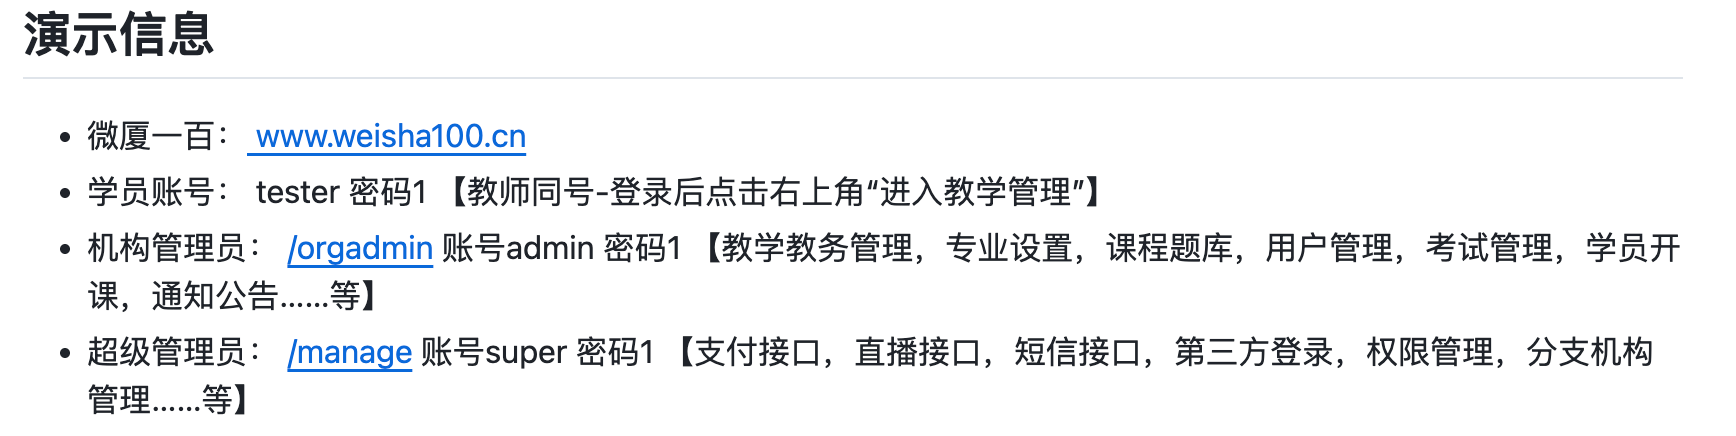 演示信息
微厦一百： www.weisha100.cn
学员账号： tester 密码1 【教师同号-登录后点击右上角“进入教学管理”】
机构管理员： /orgadmin 账号admin 密码1 【教学教务管理，专业设置，课程题库，用户管理，考试管理，学员开
课，通知公告……等】
超级管理员： /manage 账号super 密码1 【支付接口，直播接口，短信接口，第三方登录，权限管理，分支机构
管理……等】